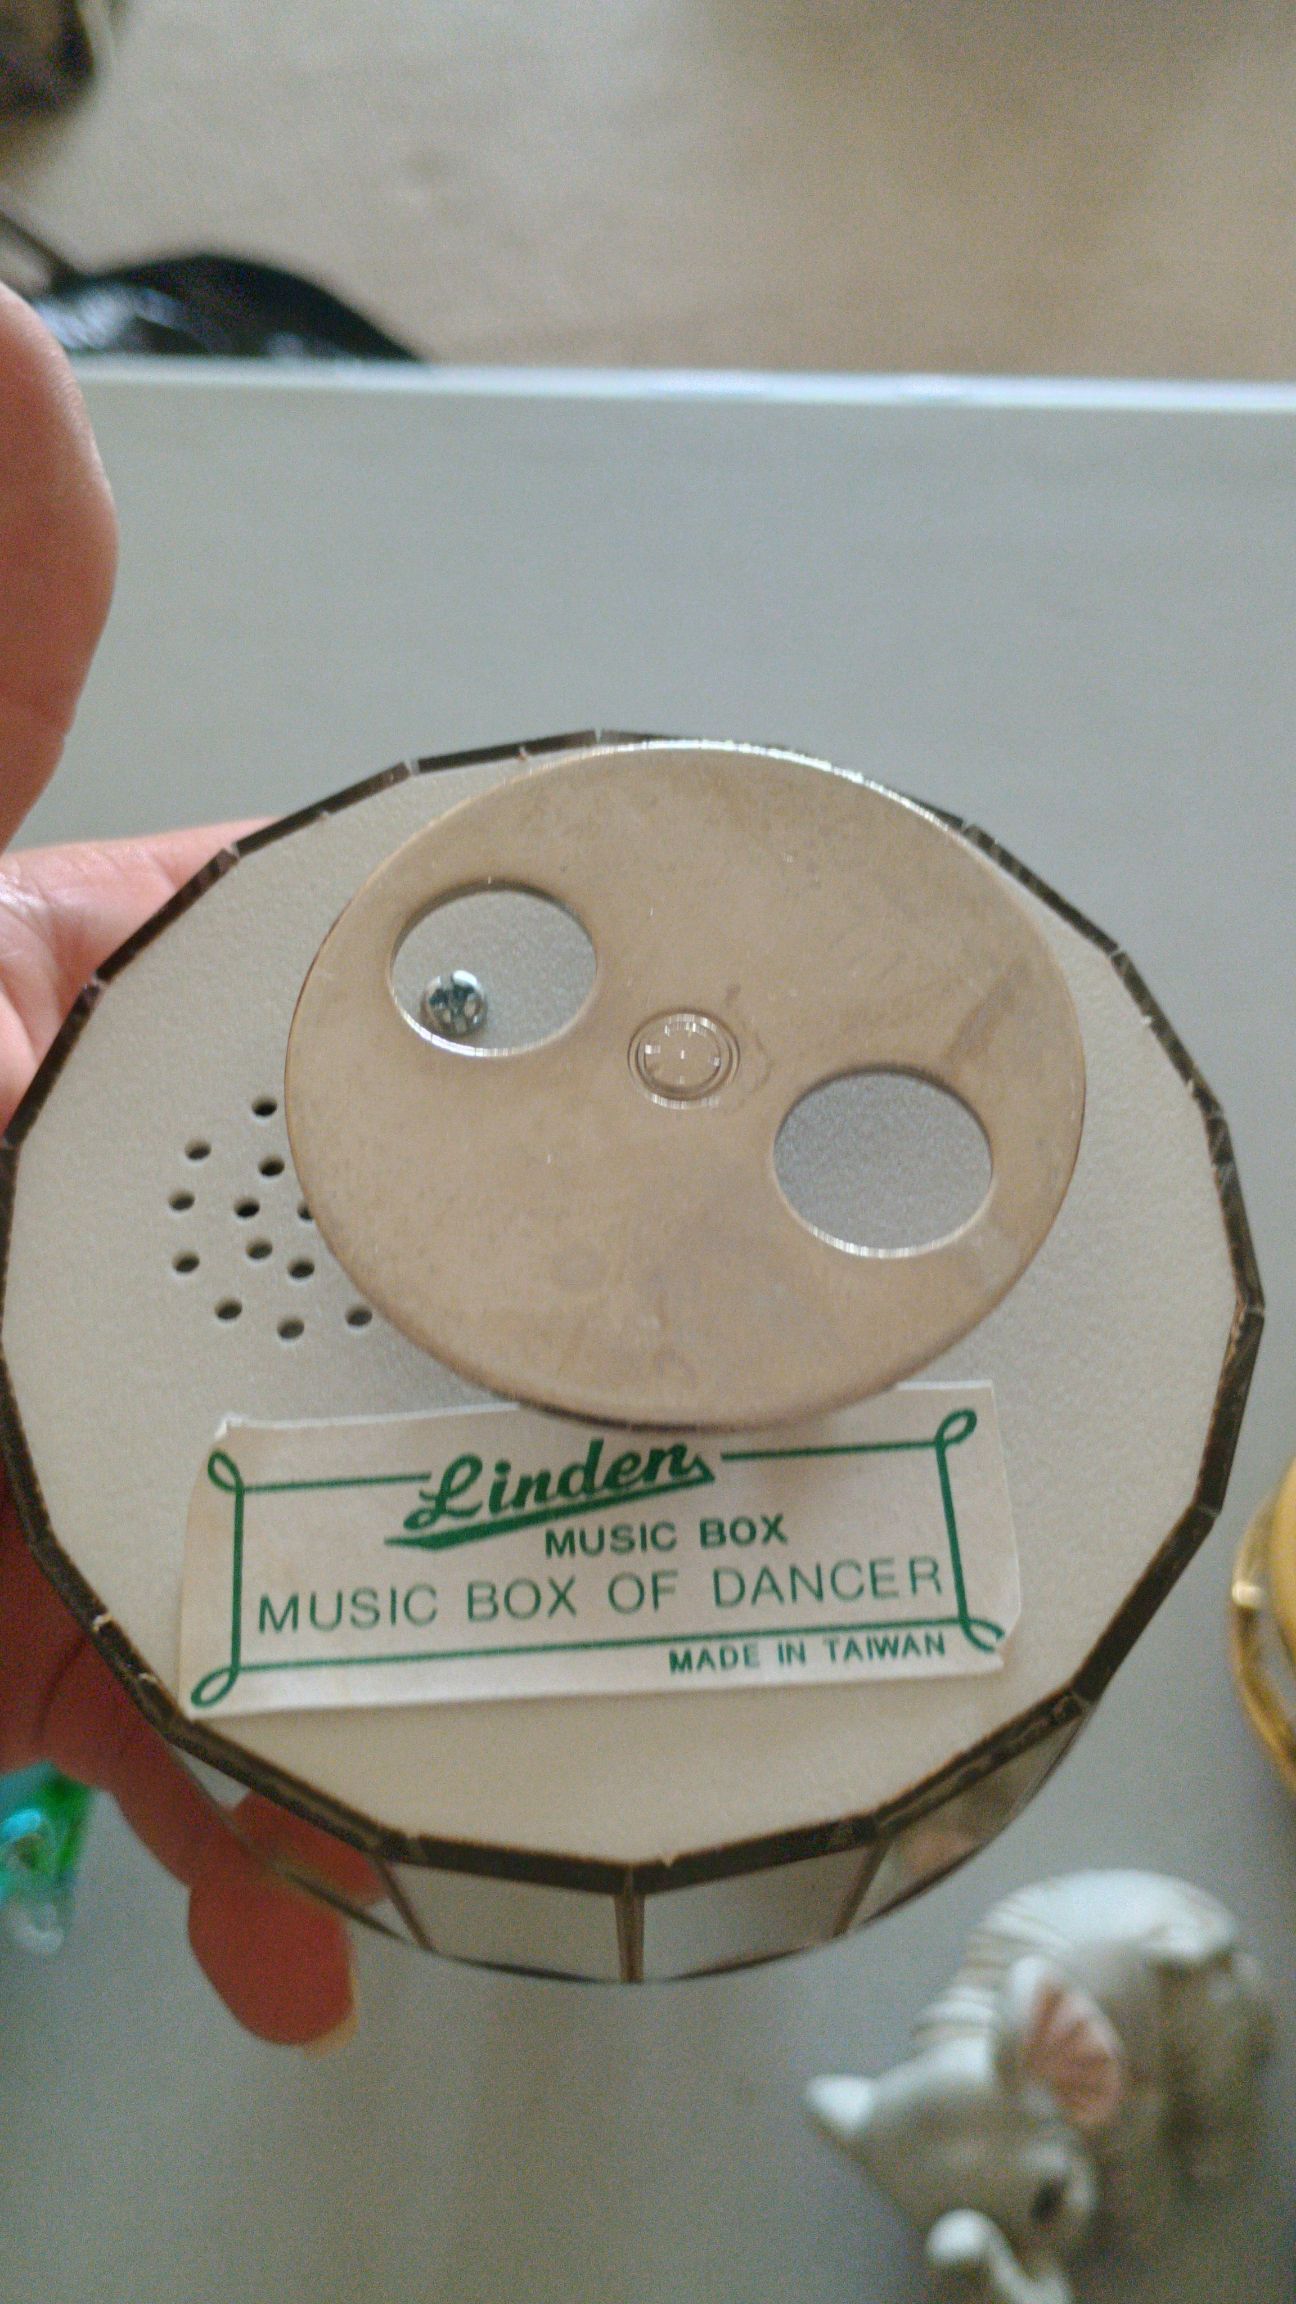 Linden
MUSIC BOX
MUSIC BOX OF DANCER
MADE IN TAIWAN